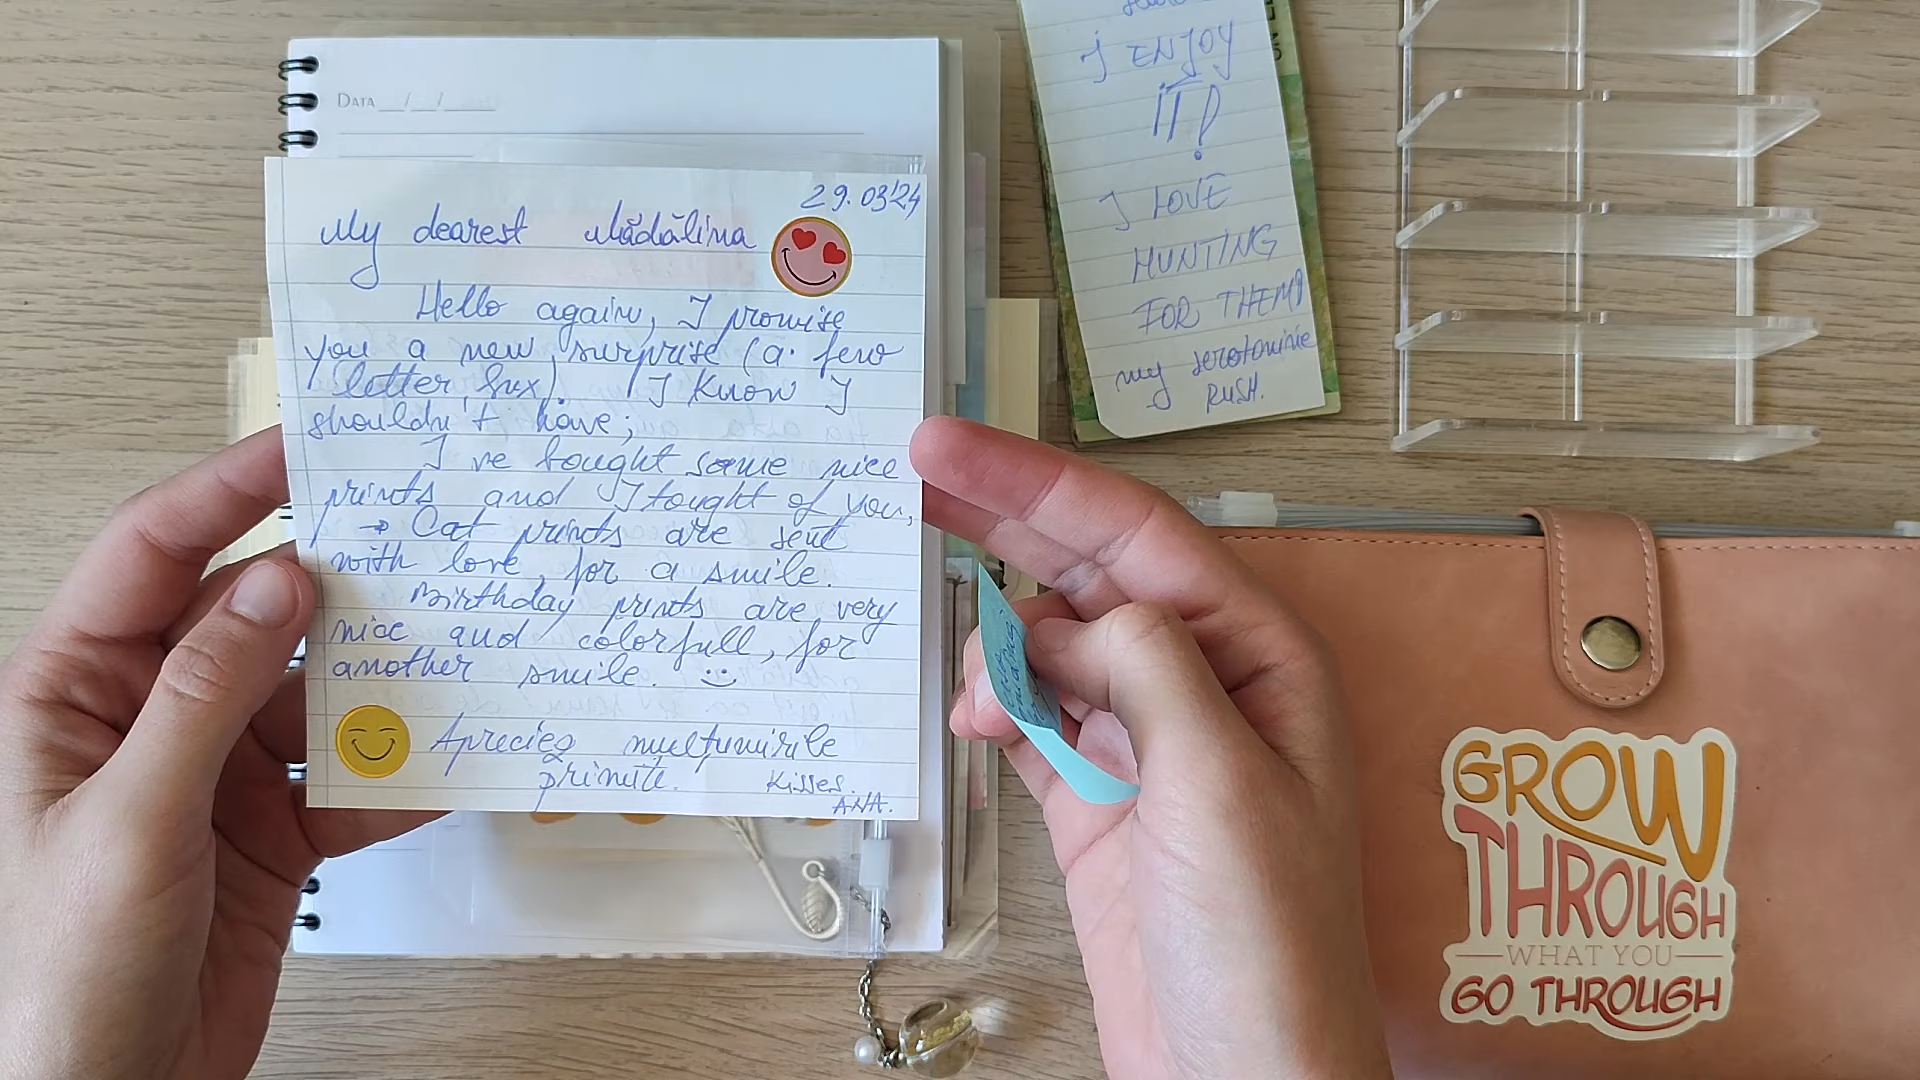 DATA __/__/____
29.03'24
My dearest Mădălina
Hello again, I promise
you a new surprise (a few
letter, sux). I know I
shouldn't have;
I've bought some nice
prints and I tought of you,
→ Cat prints are sent
with love, for a smile.
Birthday prints are very
nice and colorfull, for
another smile. :)
Apreciez mulțumirile
primite. Kisses.
ANA.
I ENJOY
IT!
I LOVE
HUNTING
FOR THEM!
my serotoninie
RUSH.
GROW
THROUGH
WHAT YOU
GO THROUGH